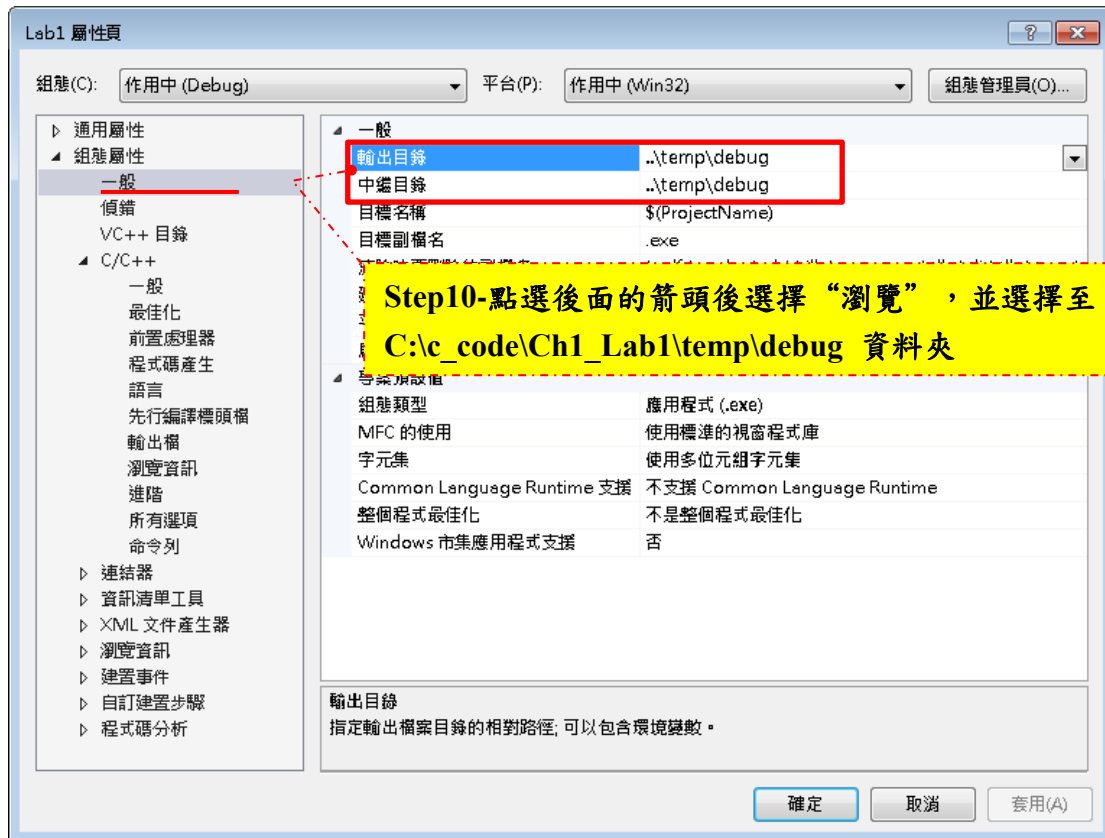 Lab1 屬性頁
組態(C): 作用中 (Debug) 平台(P): 作用中 (Win32) 組態管理員(O)...
通用屬性
組態屬性
一般
偵錯
VC++ 目錄
C/C++
一般
最佳化
前置處理器
程式碼產生
語言
先行編譯標頭檔
輸出檔
瀏覽資訊
進階
所有選項
命令列
連結器
資訊清單工具
XML 文件產生器
瀏覽資訊
建置事件
自訂建置步驟
程式碼分析
一般
輸出目錄 ..\temp\debug
中繼目錄 ..\temp\debug
目標名稱 $(ProjectName)
目標副檔名 .exe
Step10-點選後面的箭頭後選擇“瀏覽”，並選擇至
C:\c_code\Ch1_Lab1\temp\debug 資料夾
專案預設值
組態類型 應用程式 (.exe)
MFC 的使用 使用標準的視窗程式庫
字元集 使用多位元組字元集
Common Language Runtime 支援 不支援 Common Language Runtime
整個程式最佳化 不是整個程式最佳化
Windows 市集應用程式支援 否
輸出目錄
指定輸出檔案目錄的相對路徑; 可以包含環境變數。
確定 取消 套用(A)